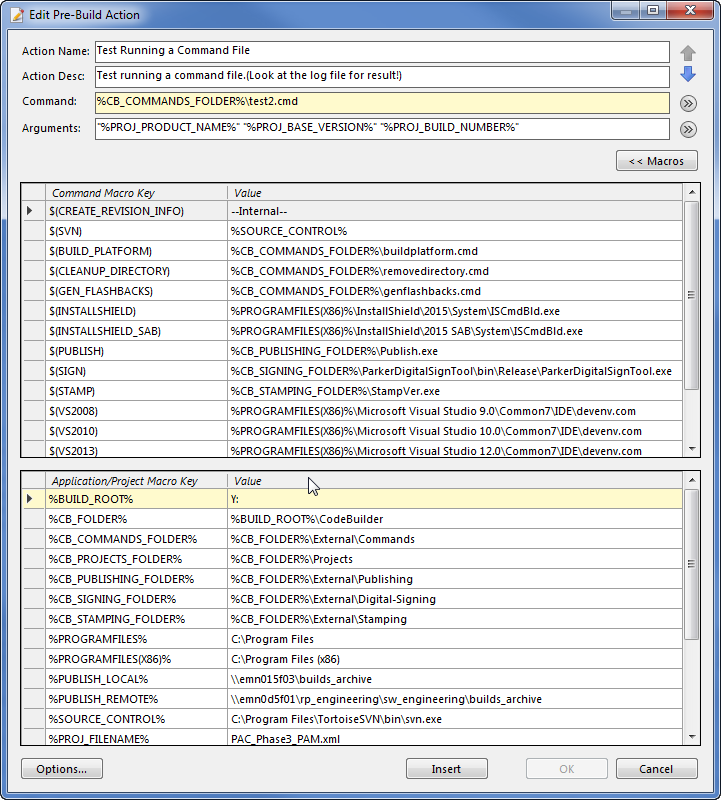 Edit Pre-Build Action
Action Name: Test Running a Command File
Action Desc: Test running a command file.(Look at the log file for result!)
Command: %CB_COMMANDS_FOLDER%\test2.cmd
Arguments: "%PROJ_PRODUCT_NAME%" "%PROJ_BASE_VERSION%" "%PROJ_BUILD_NUMBER%"
<< Macros
Command Macro Key Value
$(CREATE_REVISION_INFO) --Internal--
$(SVN) %SOURCE_CONTROL%
$(BUILD_PLATFORM) %CB_COMMANDS_FOLDER%\buildplatform.cmd
$(CLEANUP_DIRECTORY) %CB_COMMANDS_FOLDER%\removedirectory.cmd
$(GEN_FLASHBACKS) %CB_COMMANDS_FOLDER%\genflashbacks.cmd
$(INSTALLSHIELD) %PROGRAMFILES(X86)%\InstallShield\2015\System\ISCmdBld.exe
$(INSTALLSHIELD_SAB) %PROGRAMFILES(X86)%\InstallShield\2015 SAB\System\ISCmdBld.exe
$(PUBLISH) %CB_PUBLISHING_FOLDER%\Publish.exe
$(SIGN) %CB_SIGNING_FOLDER%\ParkerDigitalSignTool\bin\Release\ParkerDigitalSignTool.exe
$(STAMP) %CB_STAMPING_FOLDER%\StampVer.exe
$(VS2008) %PROGRAMFILES(X86)%\Microsoft Visual Studio 9.0\Common7\IDE\devenv.com
$(VS2010) %PROGRAMFILES(X86)%\Microsoft Visual Studio 10.0\Common7\IDE\devenv.com
$(VS2013) %PROGRAMFILES(X86)%\Microsoft Visual Studio 12.0\Common7\IDE\devenv.com
Application/Project Macro Key Value
%BUILD_ROOT% Y:
%CB_FOLDER% %BUILD_ROOT%\CodeBuilder
%CB_COMMANDS_FOLDER% %CB_FOLDER%\External\Commands
%CB_PROJECTS_FOLDER% %CB_FOLDER%\Projects
%CB_PUBLISHING_FOLDER% %CB_FOLDER%\External\Publishing
%CB_SIGNING_FOLDER% %CB_FOLDER%\External\Digital-Signing
%CB_STAMPING_FOLDER% %CB_FOLDER%\External\Stamping
%PROGRAMFILES% C:\Program Files
%PROGRAMFILES(X86)% C:\Program Files (x86)
%PUBLISH_LOCAL% \\emn015f03\builds_archive
%PUBLISH_REMOTE% \\emn0d5f01\rp_engineering\sw_engineering\builds_archive
%SOURCE_CONTROL% C:\Program Files\TortoiseSVN\bin\svn.exe
%PROJ_FILENAME% PAC_Phase3_PAM.xml
Options... Insert OK Cancel